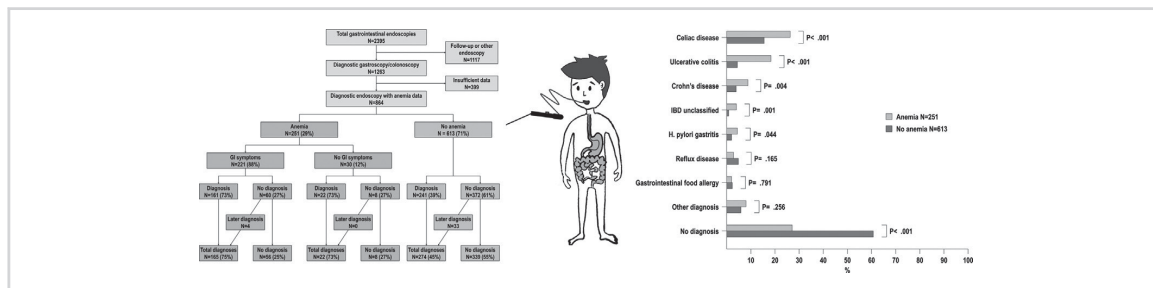 Total gastrointestinal endoscopies
N=2395
Follow-up or other
endoscopy
N=1117
Diagnostic gastroscopy/colonoscopy
N=1263
Insufficient data
N=399
Diagnostic endoscopy with anemia data
N=864
Anemia
N=251 (29%)
No anemia
N = 613 (71%)
GI symptoms
N=221 (88%)
No GI symptoms
N=30 (12%)
Diagnosis
N=161 (73%)
No diagnosis
N=60 (27%)
Diagnosis
N=22 (73%)
No diagnosis
N=8 (27%)
Diagnosis
N=241 (39%)
No diagnosis
N=372 (61%)
Later diagnosis
N=4
Later diagnosis
N=0
Later diagnosis
N=33
Total diagnoses
N=165 (75%)
No diagnosis
N=56 (25%)
Total diagnoses
N=22 (73%)
No diagnosis
N=8 (27%)
Total diagnoses
N=274 (45%)
No diagnosis
N=339 (55%)
Celiac disease
P< .001
Ulcerative colitis
P< .001
Crohn's disease
P= .004
IBD unclassified
P= .001
H. pylori gastritis
P= .044
Reflux disease
P= .165
Gastrointestinal food allergy
P= .791
Other diagnosis
P= .256
No diagnosis
P< .001
Anemia N=251
No anemia N=613
10 20 30 40 50 60 70 80 90 100
%